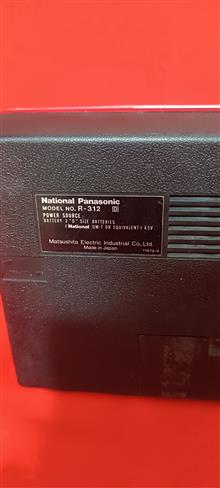 National Panasonic
MODEL NO. R-312 D
POWER SOURCE
BATTERY 3 "D" SIZE BATTERIES
(National UM-1 OR EQUIVALENT) 4.5V
Matsushita Electric Industrial Co., Ltd.
Made in Japan